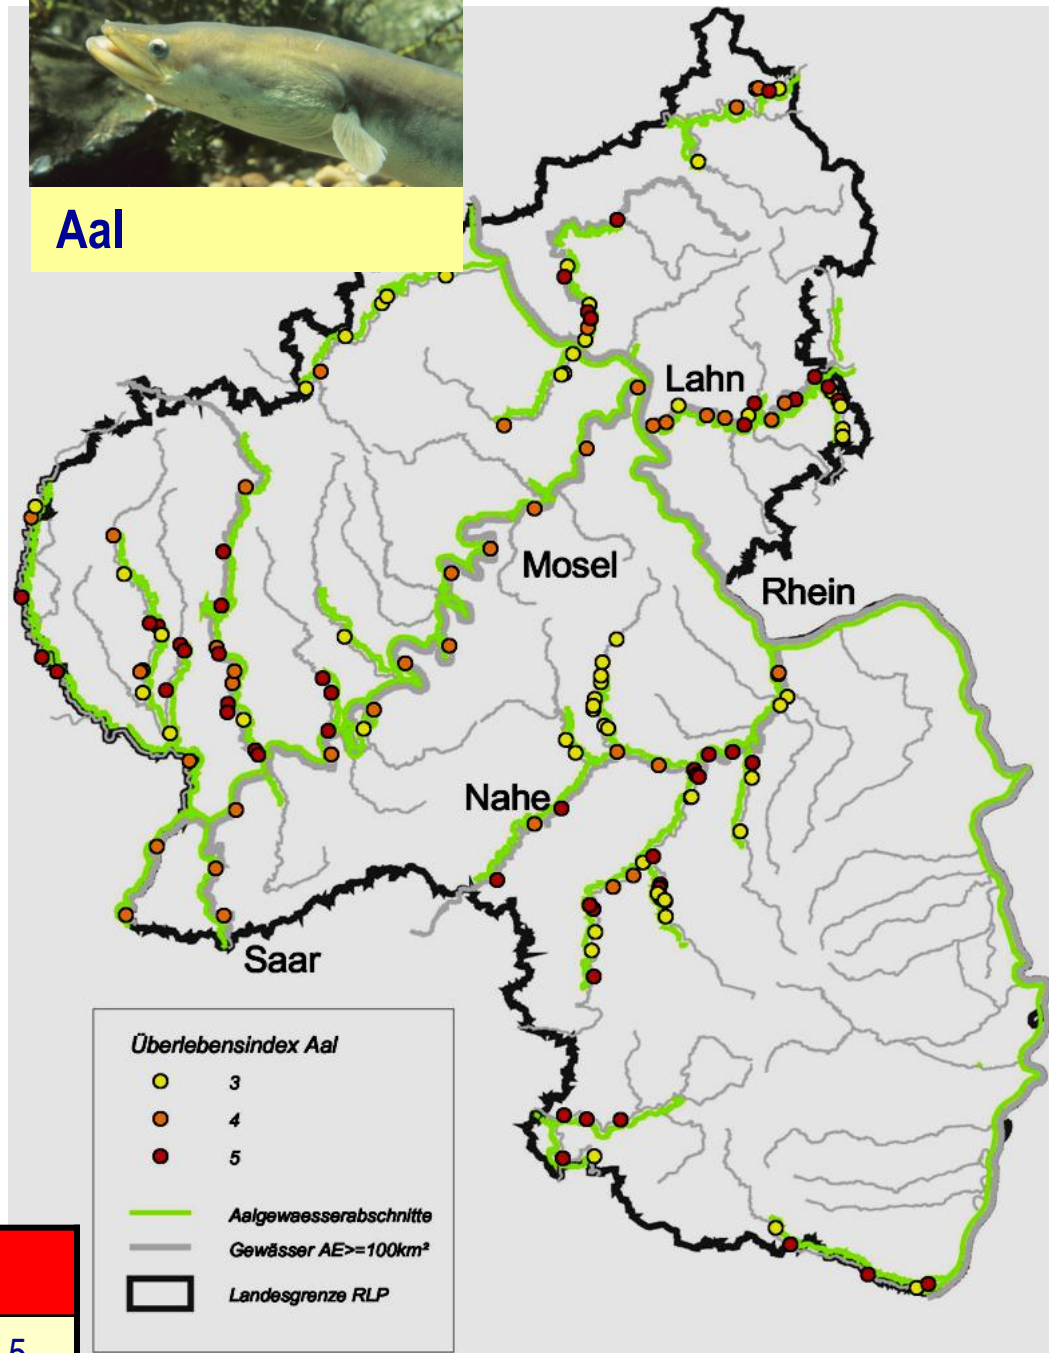 Aal
Lahn
Mosel
Rhein
Nahe
Saar
Überlebensindex Aal
3
4
5
Aalgewaesserabschnitte
Gewässer AE>=100km²
Landesgrenze RLP
5